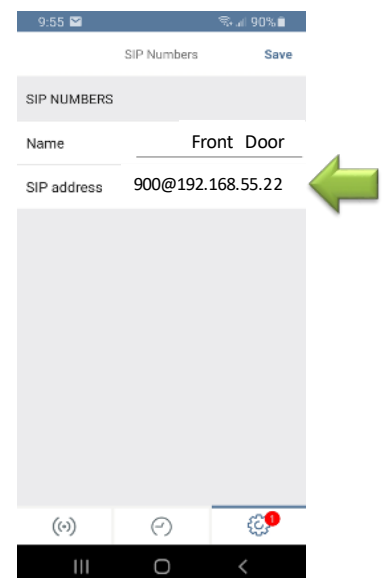 9:55 90%
SIP Numbers Save
SIP NUMBERS
Name Front Door
SIP address 900@192.168.55.22
1